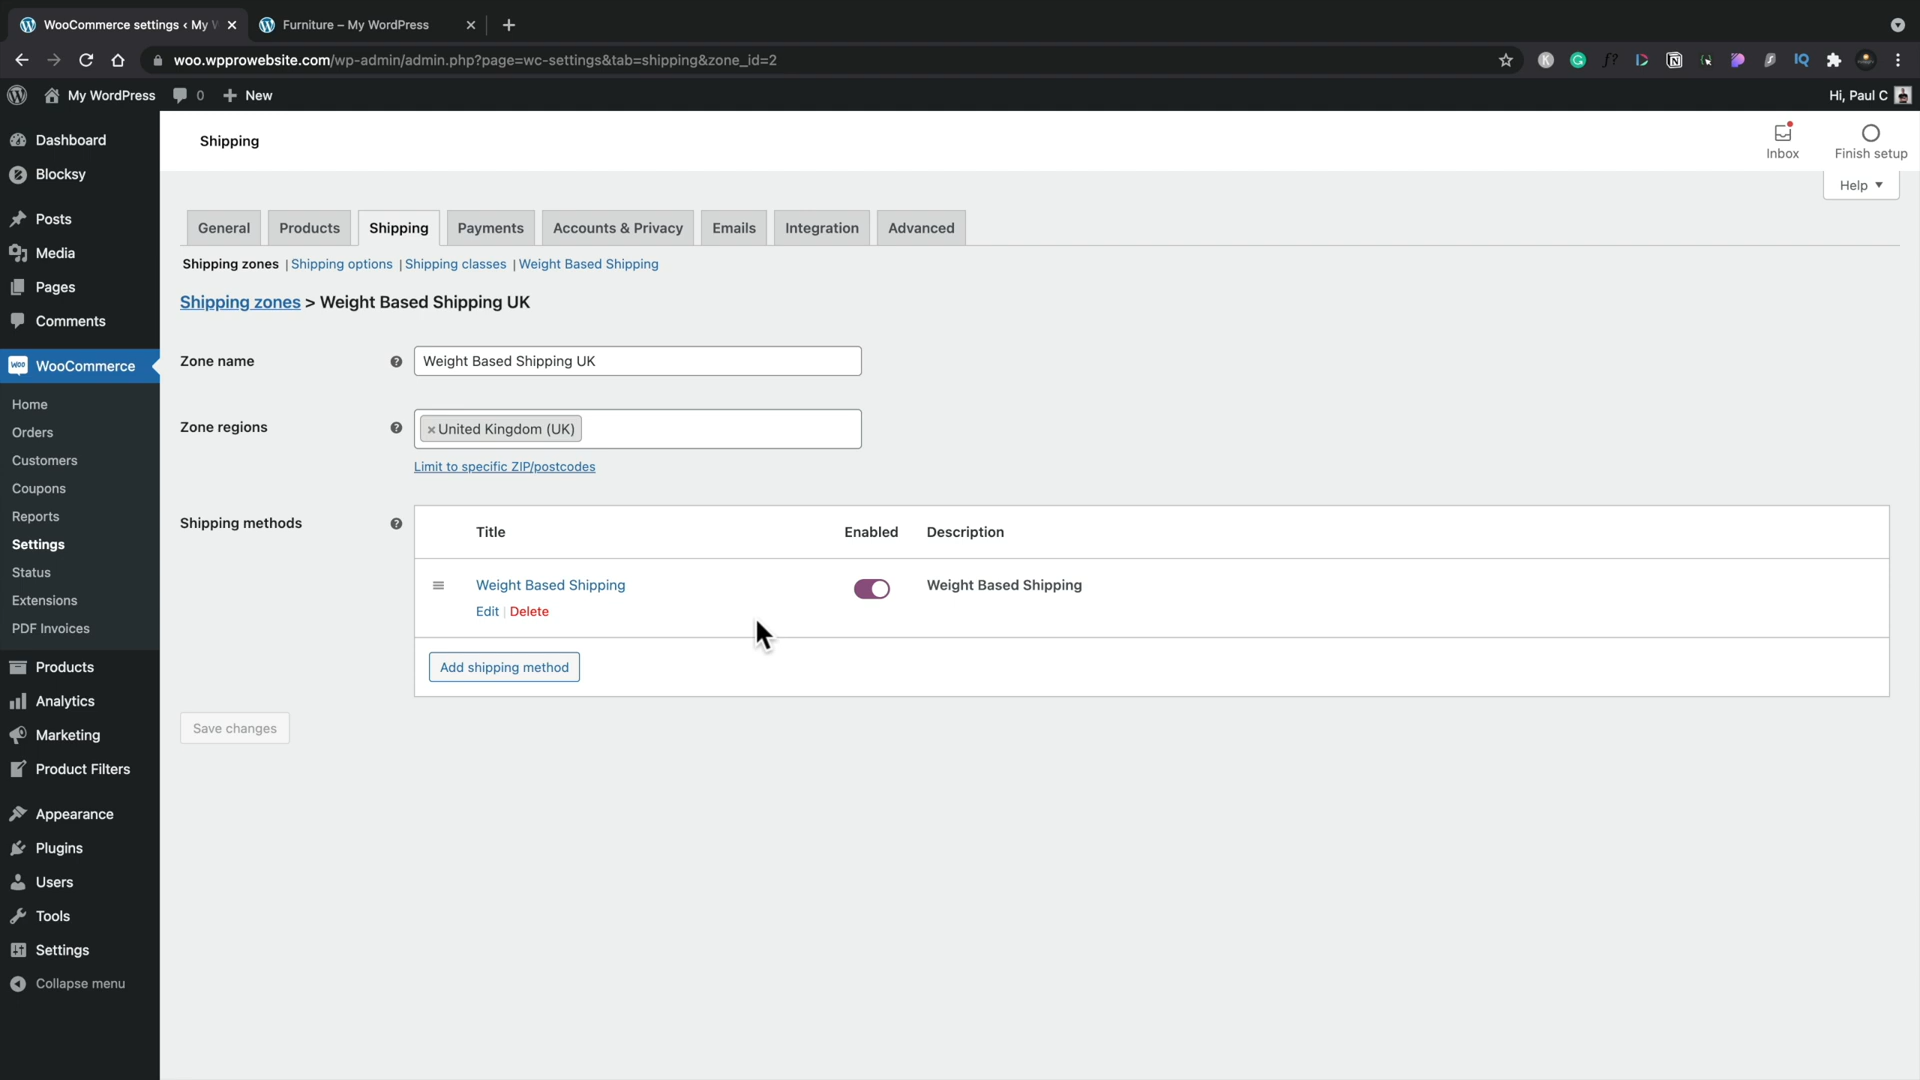 WooCommerce settings ‹ My W
Furniture – My WordPress
woo.wpprowebsite.com/wp-admin/admin.php?page=wc-settings&tab=shipping&zone_id=2
My WordPress
0
New
Hi, Paul C
Dashboard
Blocksy
Posts
Media
Pages
Comments
WooCommerce
Home
Orders
Customers
Coupons
Reports
Settings
Status
Extensions
PDF Invoices
Products
Analytics
Marketing
Product Filters
Appearance
Plugins
Users
Tools
Settings
Collapse menu
Shipping
Inbox
Finish setup
Help
General
Products
Shipping
Payments
Accounts & Privacy
Emails
Integration
Advanced
Shipping zones | Shipping options | Shipping classes | Weight Based Shipping
Shipping zones > Weight Based Shipping UK
Zone name
Weight Based Shipping UK
Zone regions
×United Kingdom (UK)
Limit to specific ZIP/postcodes
Shipping methods
Title
Enabled
Description
Weight Based Shipping
Weight Based Shipping
Edit | Delete
Add shipping method
Save changes